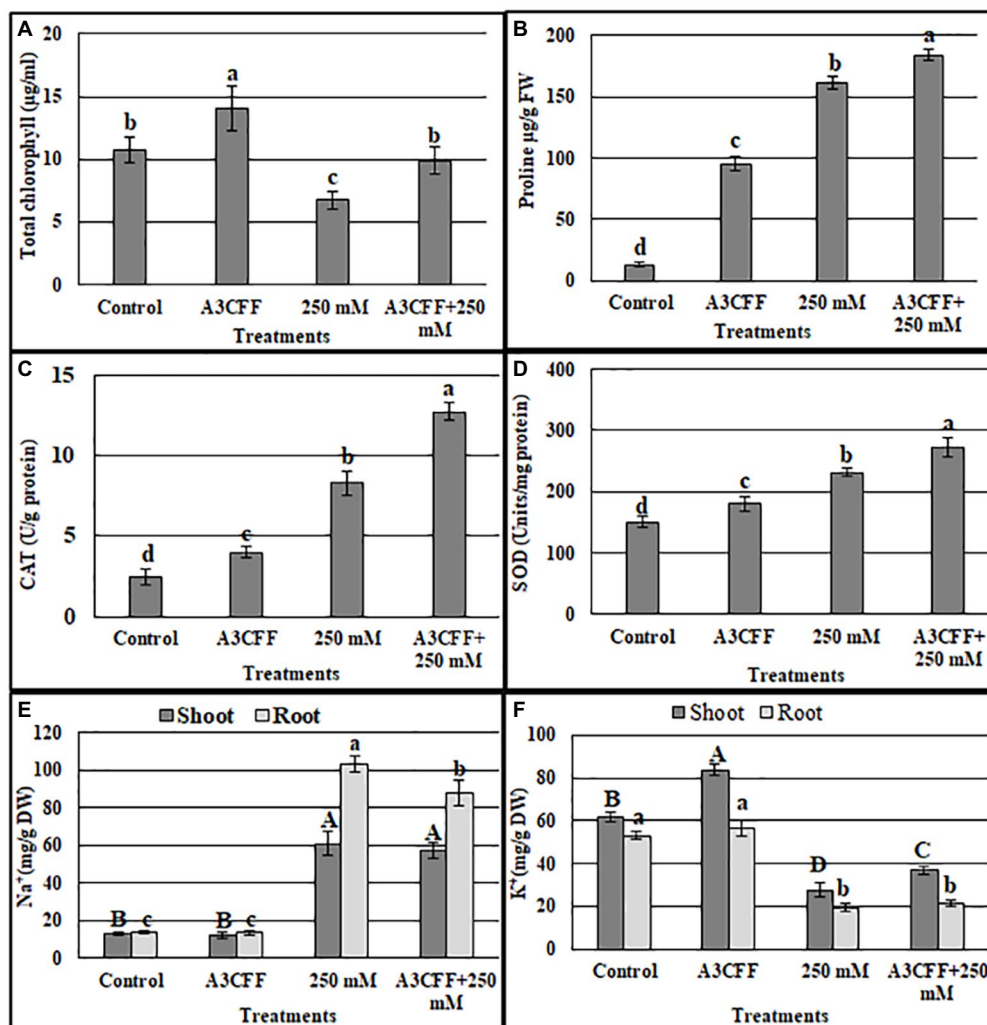 A
Total chlorophyll (µg/ml)
20
15
10
5
0
b
a
c
b
Control
A3CFF
250 mM
A3CFF+250
mM)
Treatments
B
Proline µg/g FW
200
150
100
50
0
d
c
b
a
Control
A3CFF
250 mM
A3CFF+
250 mM)
Treatments
C
CAT (U/g protein)
15
10
5
0
d
c
b
a
Control
A3CFF
250 mM
A3CFF+
250 mM)
Treatments
D
SOD (Units/mg protein)
400
300
200
100
0
d
c
b
a
Control
A3CFF
250 mM
A3CFF+
250 mM)
Treatments
E
Shoot Root
Na+ (mg/g DW)
120
100
80
60
40
20
0
B c
B c
A a
A b
Control
A3CFF
250 mM
A3CFF+250
mM)
Treatments
F
Shoot Root
K+ (mg/g DW)
100
80
60
40
20
0
B a
A a
D b
C b
Control
A3CFF
250 mM
A3CFF+250
mM)
Treatments